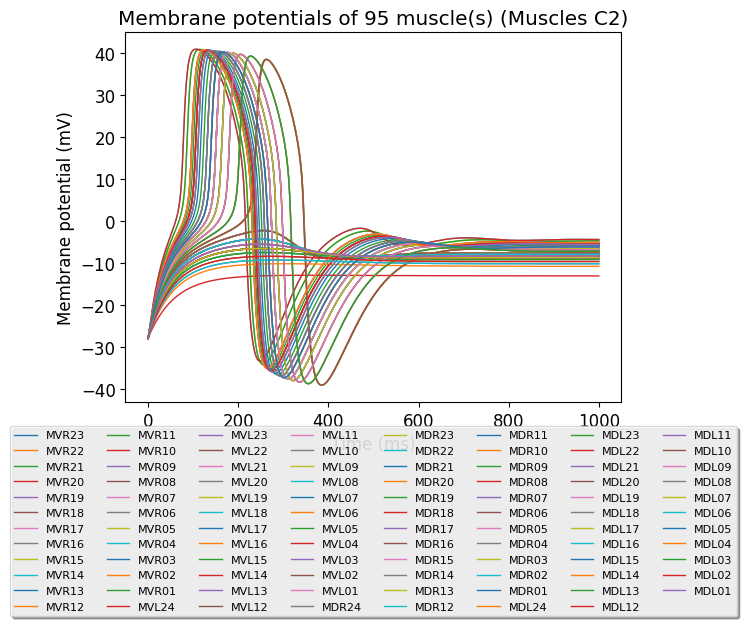 Membrane potentials of 95 muscle(s) (Muscles C2)
Membrane potential (mV)
40
30
20
10
0
−10
−20
−30
−40
0 200 400 600 800 1000
Time (ms)
MVR23 MVR11 MVL23 MVL11 MDR23 MDR11 MDL23 MDL11
MVR22 MVR10 MVL22 MVL10 MDR22 MDR10 MDL22 MDL10
MVR21 MVR09 MVL21 MVL09 MDR21 MDR09 MDL21 MDL09
MVR20 MVR08 MVL20 MVL08 MDR20 MDR08 MDL20 MDL08
MVR19 MVR07 MVL19 MVL07 MDR19 MDR07 MDL19 MDL07
MVR18 MVR06 MVL18 MVL06 MDR18 MDR06 MDL18 MDL06
MVR17 MVR05 MVL17 MVL05 MDR17 MDR05 MDL17 MDL05
MVR16 MVR04 MVL16 MVL04 MDR16 MDR04 MDL16 MDL04
MVR15 MVR03 MVL15 MVL03 MDR15 MDR03 MDL15 MDL03
MVR14 MVR02 MVL14 MVL02 MDR14 MDR02 MDL14 MDL02
MVR13 MVR01 MVL13 MVL01 MDR13 MDR01 MDL13 MDL01
MVR12 MVL24 MVL12 MDR24 MDR12 MDL24 MDL12